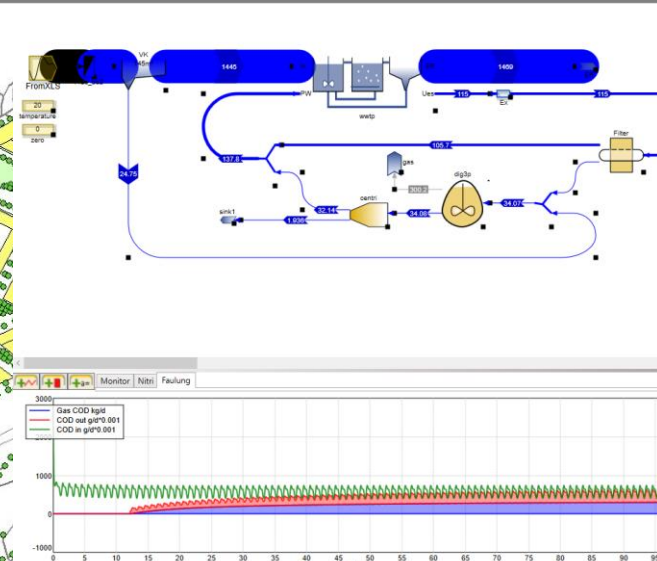 VK
1445
1469
FromXLS
20
temperature
0
zero
PW
wwtp
Ues
115
Ex
115
Filter
105.7
137.8
gas
dig3p
24.75
300.2
centri
34.07
32.14
34.08
sink1
1.936
Monitor Nitri Faulung
3000
Gas COD kg/d
COD out g/d*0.001
COD in g/d*0.001
1000
0
-1000
0 5 10 15 20 25 30 35 40 45 50 55 60 65 70 75 80 85 90